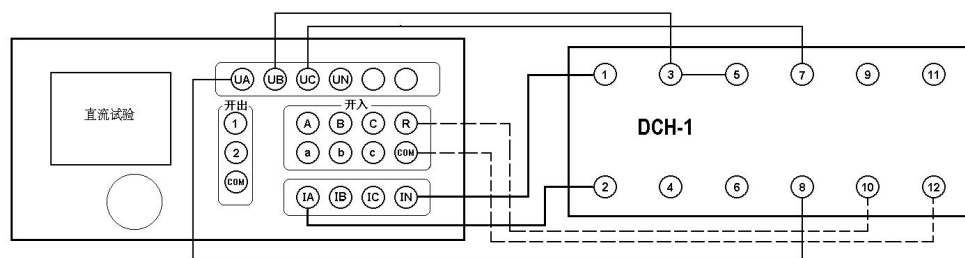 UA UB UC UN
1 3 5 7 9 11
开出 开入
直流试验
1 A B C R
DCH-1
2 a b c COM
COM
IA IB IC IN
2 4 6 8 10 12